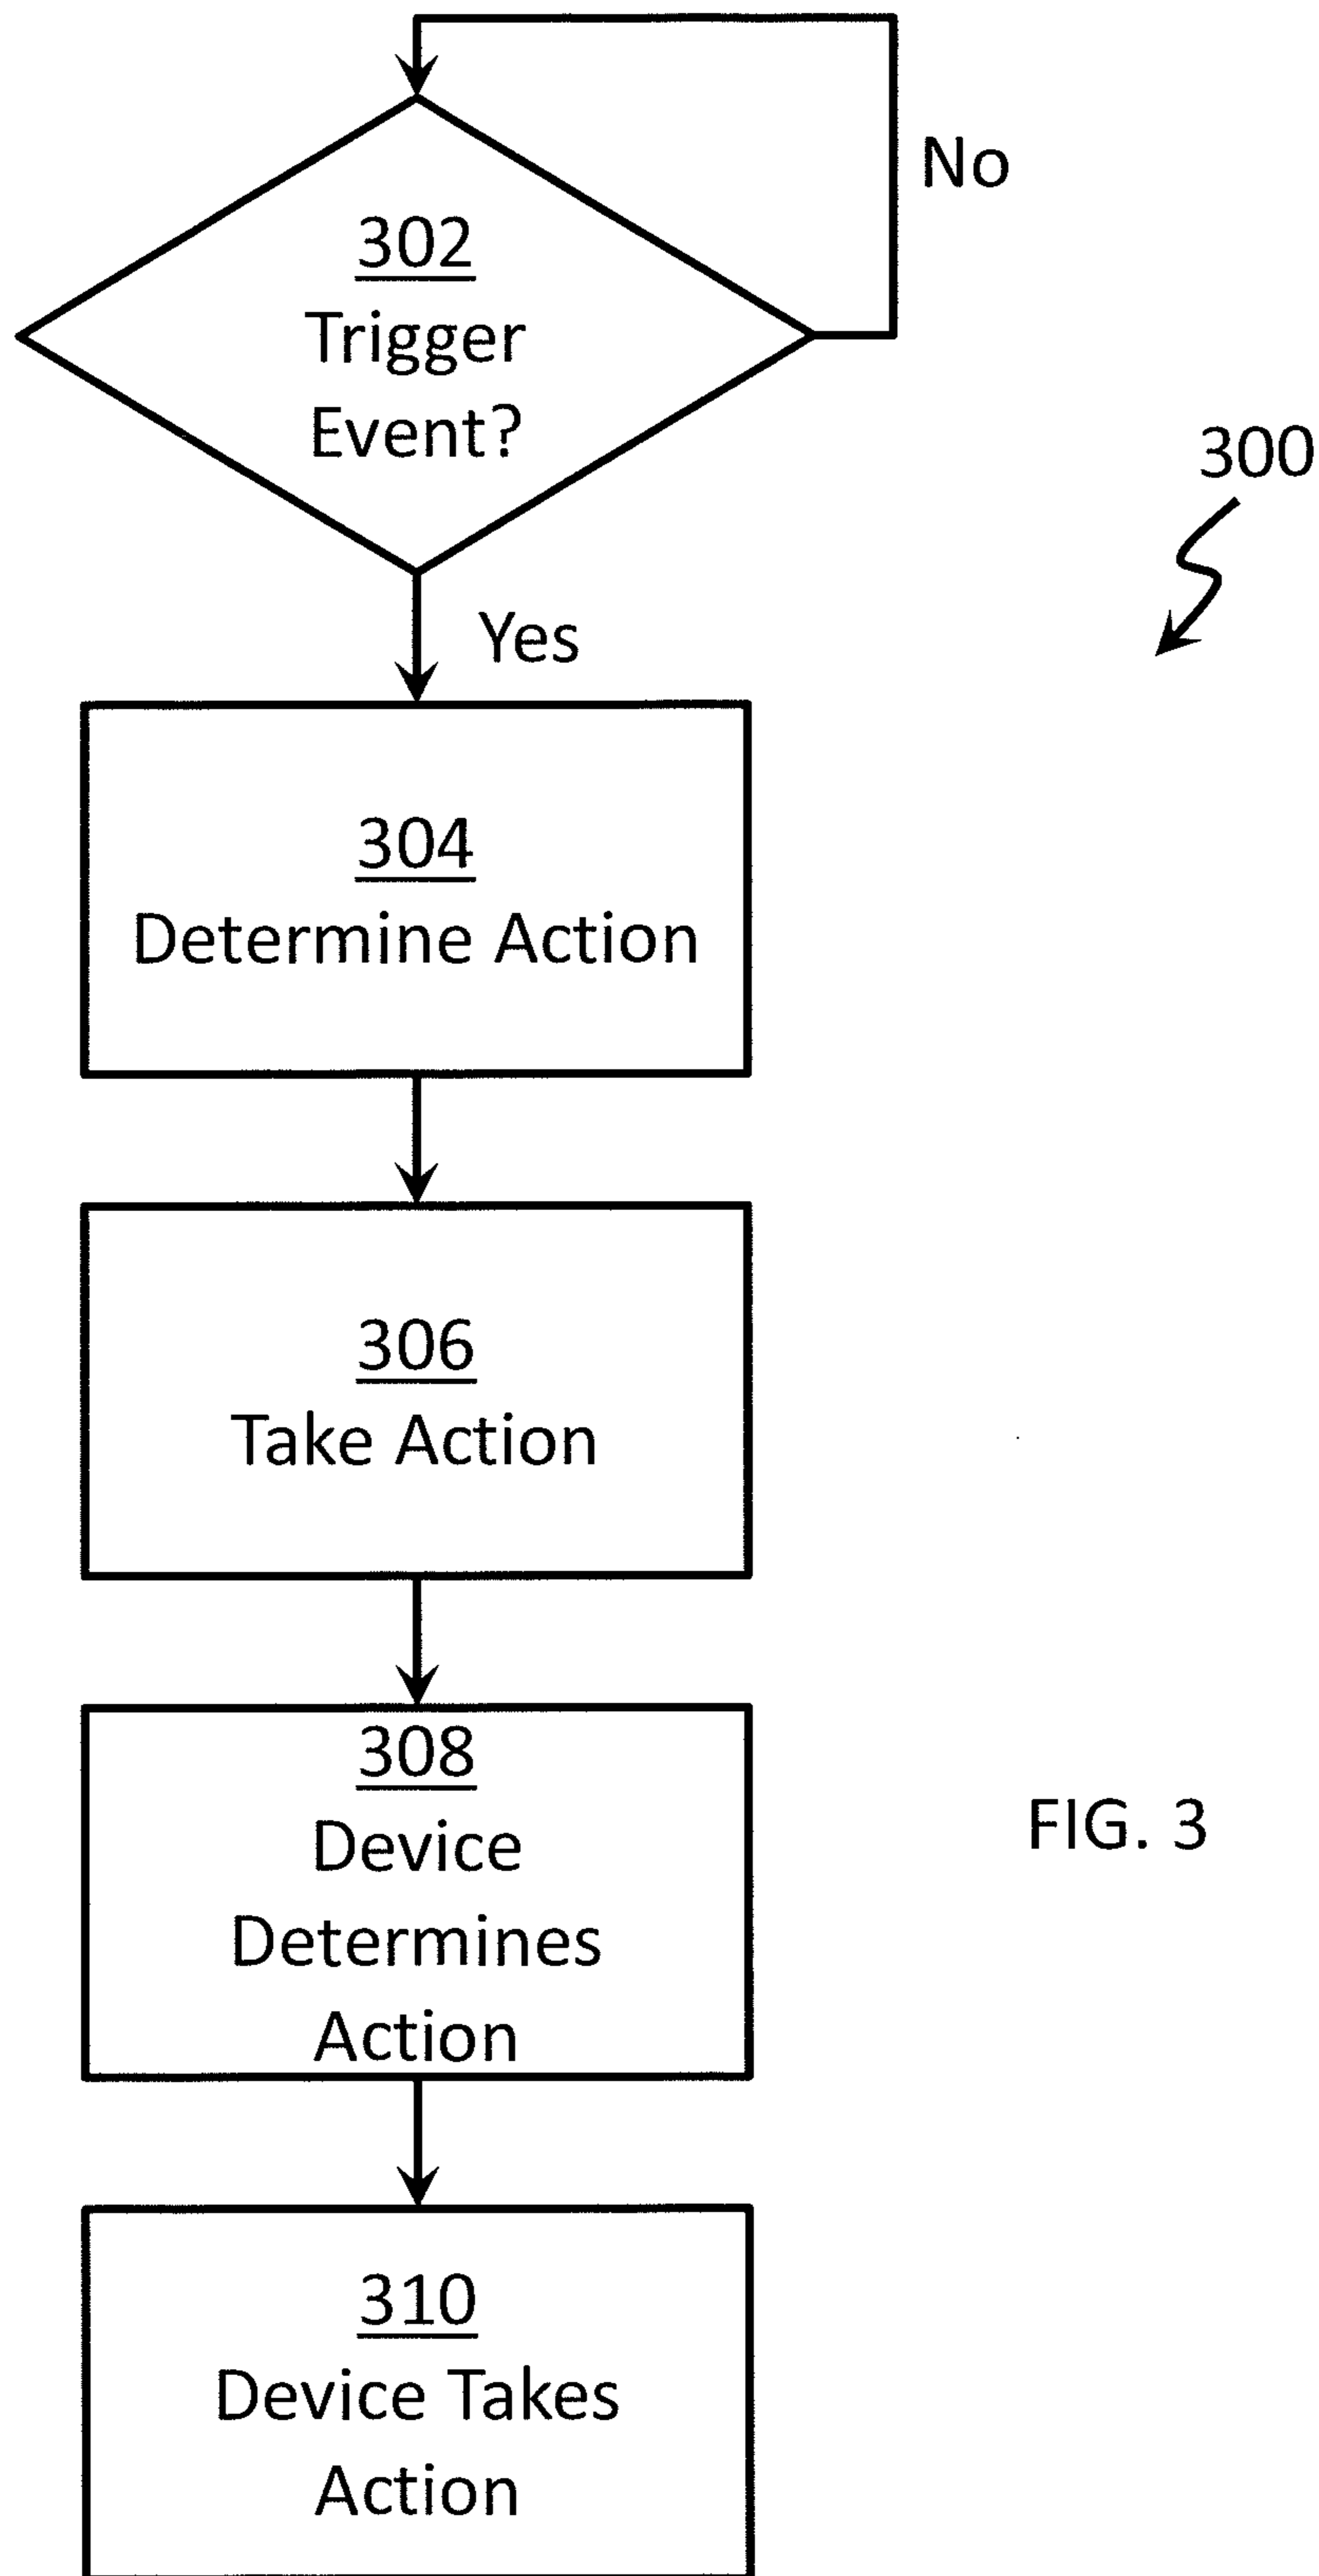 No
302
Trigger
Event?
300
Yes
304
Determine Action
306
Take Action
308
Device
Determines
Action
FIG. 3
310
Device Takes
Action